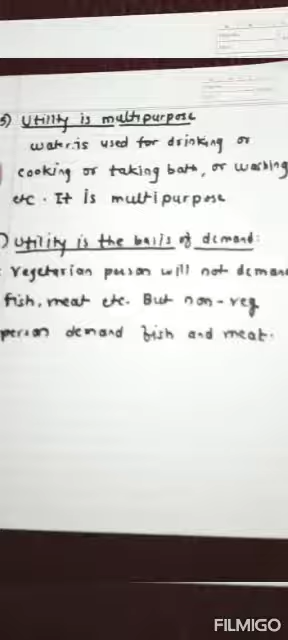 5) Utility is multipurpose
water is used for drinking or
cooking or taking bath, or washing
etc. It is multipurpose
) Utility is the basis of demand:
vegetarian person will not demand
fish, meat etc. But non-veg
person demand fish and meat.
FILMIGO